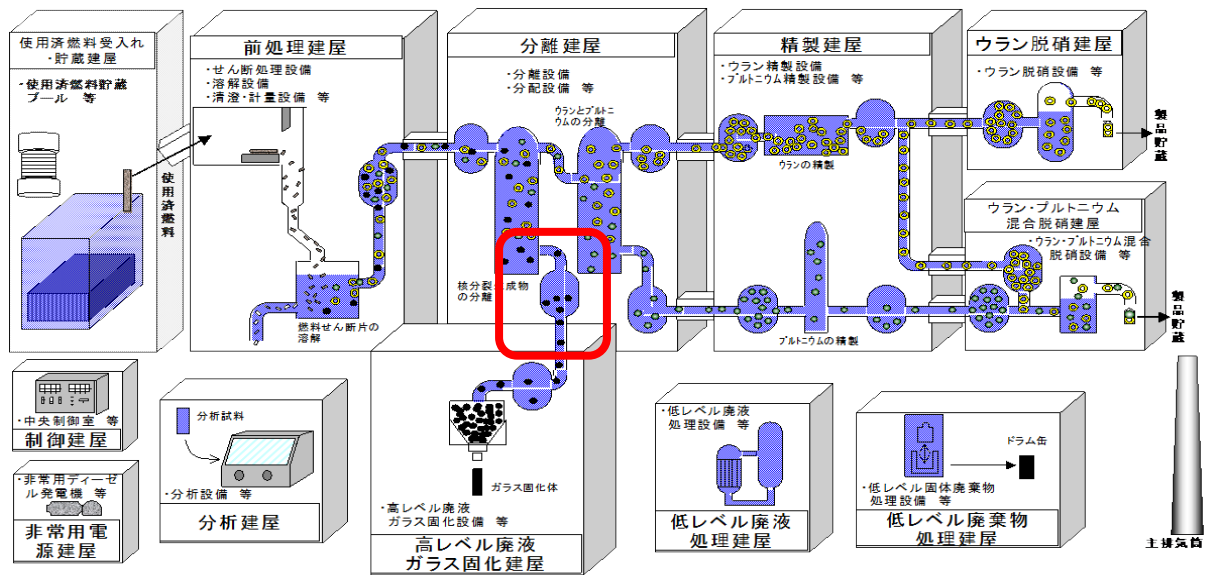 使用済燃料受入れ
・貯蔵建屋
・使用済燃料貯蔵
プール 等
使用済燃料
前処理建屋
・せん断処理設備
・溶解設備
・清澄・計量設備 等
燃料せん断片の
溶解
分離建屋
・分離設備
・分配設備 等
ウランとプルトニ
ウムの分離
核分裂生成物
の分離
精製建屋
・ウラン精製設備
・プルトニウム精製設備 等
ウランの精製
プルトニウムの精製
ウラン脱硝建屋
・ウラン脱硝設備 等
製品貯蔵
ウラン・プルトニウム
混合脱硝建屋
・ウラン・プルトニウム混合
脱硝設備 等
製品貯蔵
・中央制御室 等
制御建屋
・非常用ディーゼ
ル発電機 等
非常用電
源建屋
分析試料
・分析設備 等
分析建屋
ガラス固化体
・高レベル廃液
ガラス固化設備 等
高レベル廃液
ガラス固化建屋
・低レベル廃液
処理設備 等
低レベル廃液
処理建屋
ドラム缶
・低レベル固体廃棄物
処理設備 等
低レベル廃棄物
処理建屋
主排気筒